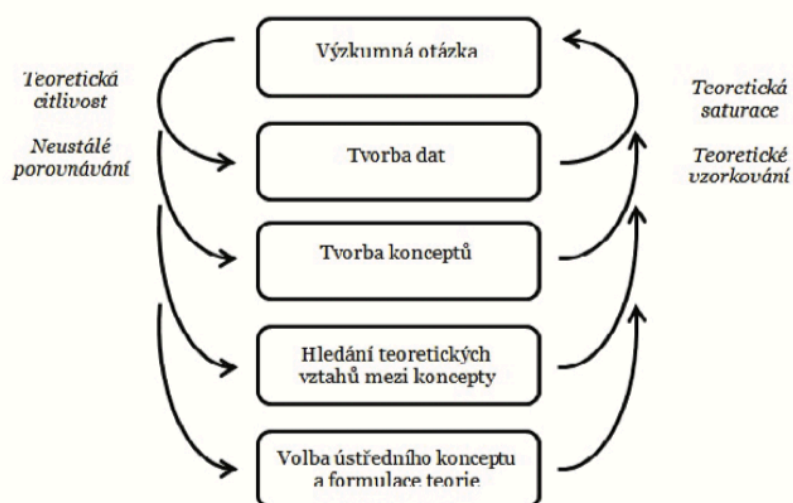 Výzkumná otázka
Teoretická
citlivost
Neustálé
porovnávání
Teoretická
saturace
Teoretické
vzorkování
Tvorba dat
Tvorba konceptů
Hledání teoretických
vztahů mezi koncepty
Volba ústředního konceptu
a formulace teorie